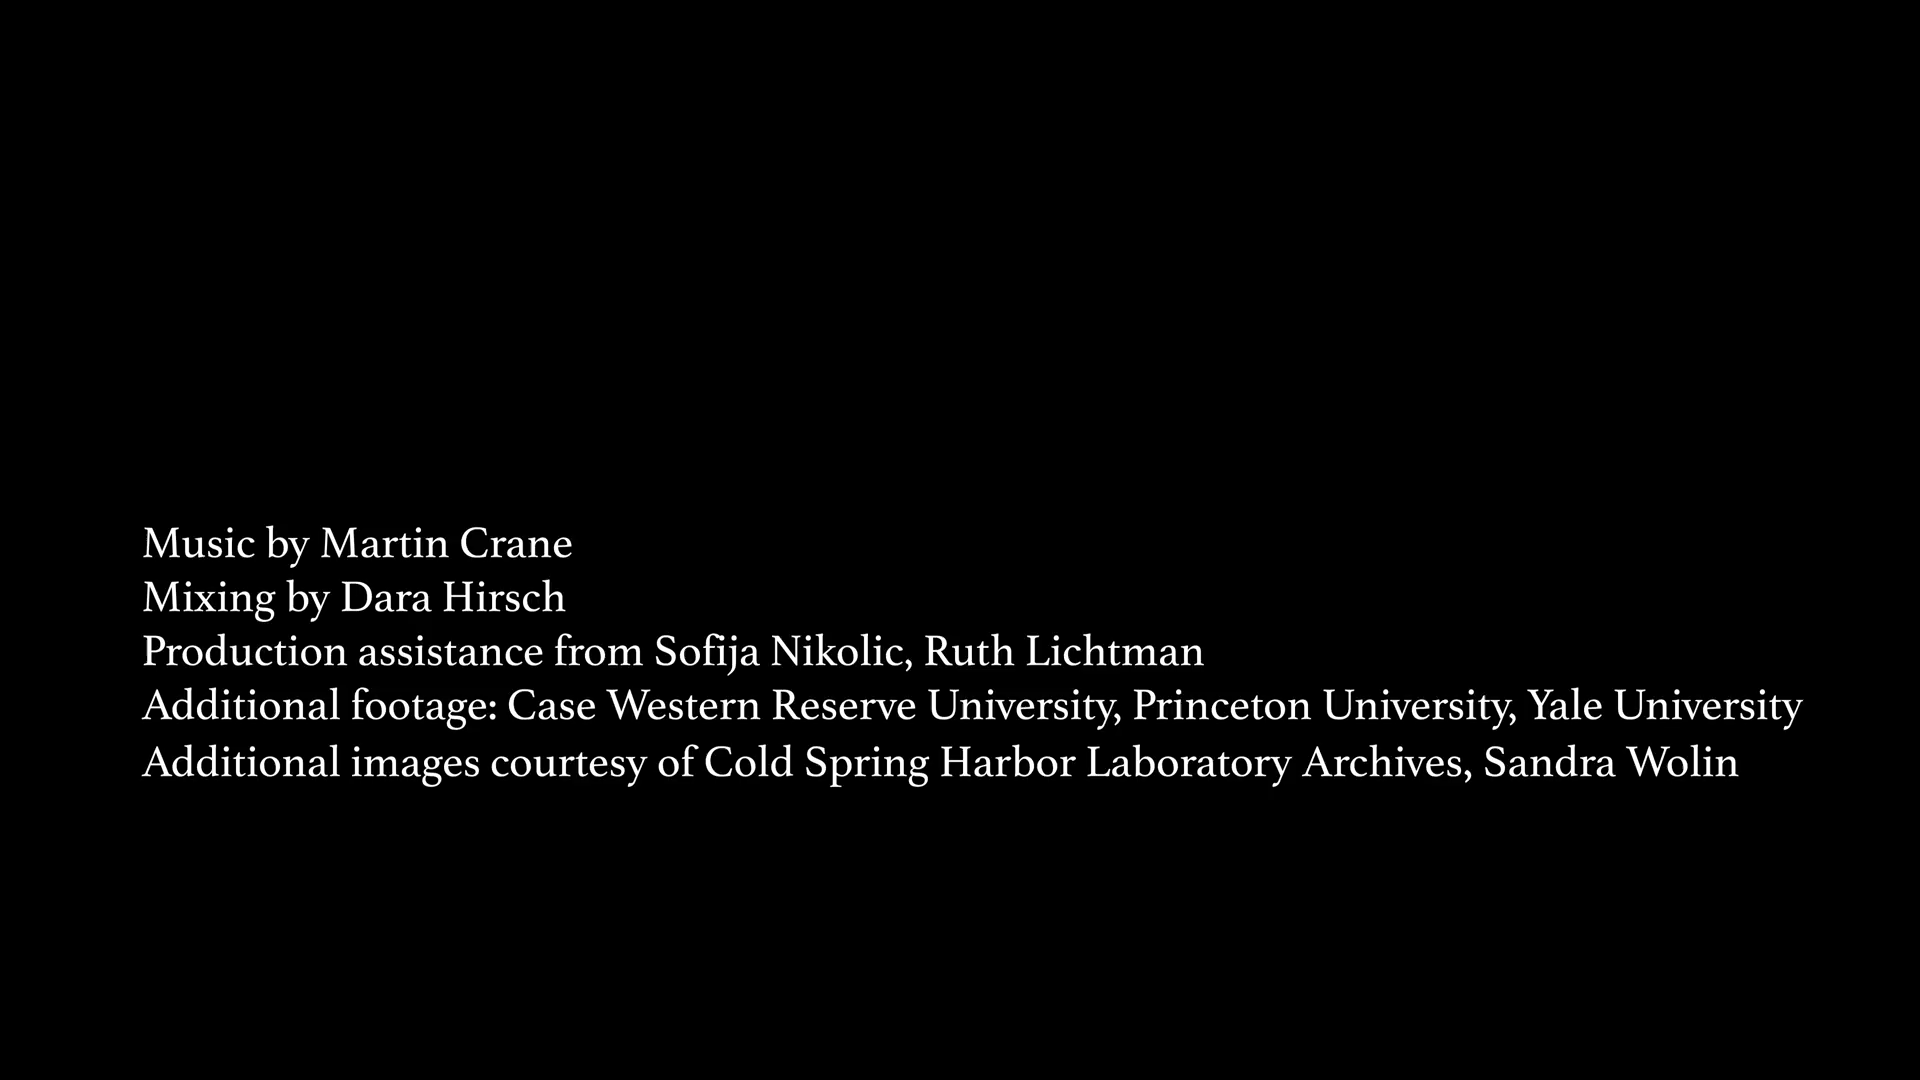 Music by Martin Crane
Mixing by Dara Hirsch
Production assistance from Sofija Nikolic, Ruth Lichtman
Additional footage: Case Western Reserve University, Princeton University, Yale University
Additional images courtesy of Cold Spring Harbor Laboratory Archives, Sandra Wolin